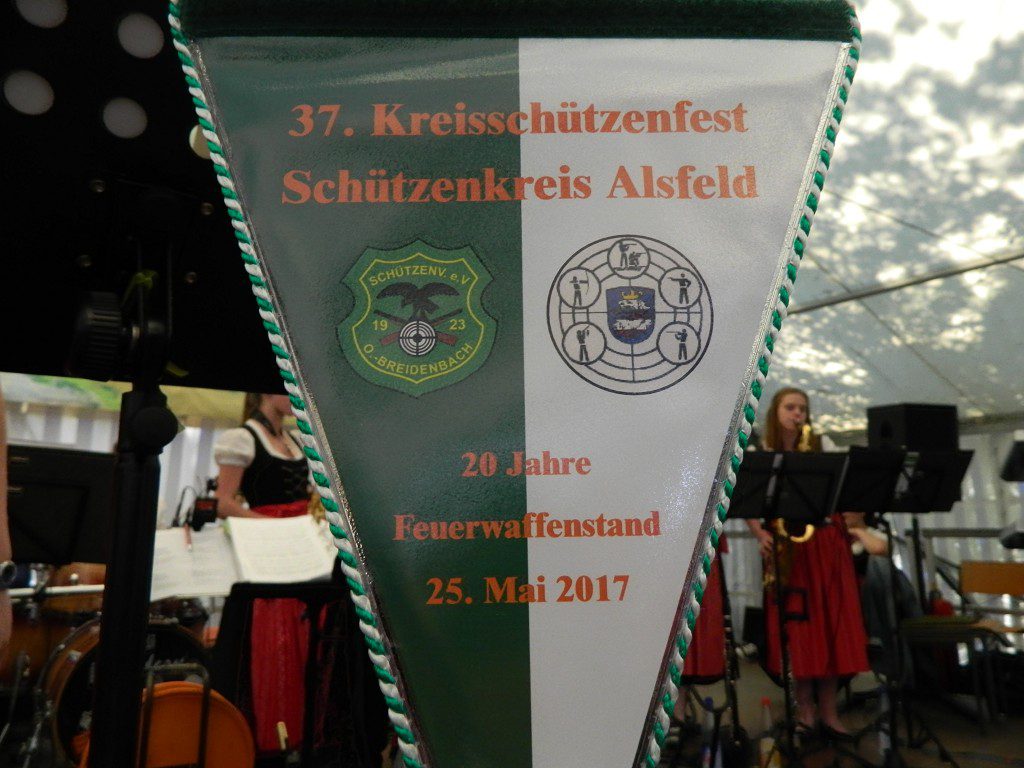 37. Kreisschützenfest
Schützenkreis Alsfeld
SCHÜTZENV. e.V
19 23
O.-BREIDENBACH
20 Jahre
Feuerwaffenstand
25. Mai 2017